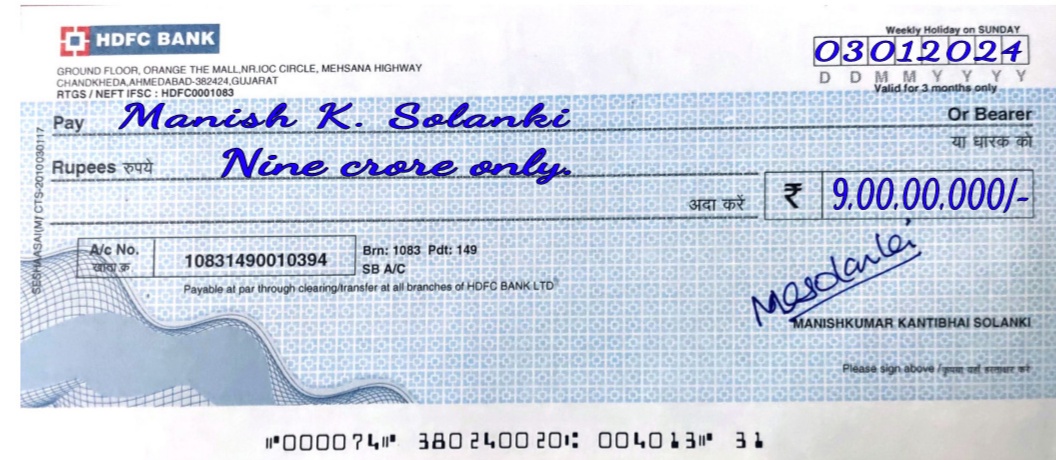 HDFC BANK
Weekly Holiday on SUNDAY
03012024
D D M M Y Y Y Y
Valid for 3 months only
GROUND FLOOR, ORANGE THE MALL,NR.IOC CIRCLE, MEHSANA HIGHWAY
CHANDKHEDA,AHMEDABAD-382424,GUJARAT
RTGS / NEFT IFSC : HDFC0001083
Pay Manish K. Solanki Or Bearer
या धारक को
Rupees रुपये Nine crore only.
अदा करें ₹ 9,00,00,000/-
SESHAASAI(M)/ CTS-2010030117
A/c No. 10831490010394 Brn: 1083 Pdt: 149
खाता क्र. SB A/C
Payable at par through clearing/transfer at all branches of HDFC BANK LTD
MANISHKUMAR KANTIBHAI SOLANKI
Please sign above / कृपया यहाँ हस्ताक्षर करें
⑈000074⑈ 380240020⑆ 004013⑈ 31